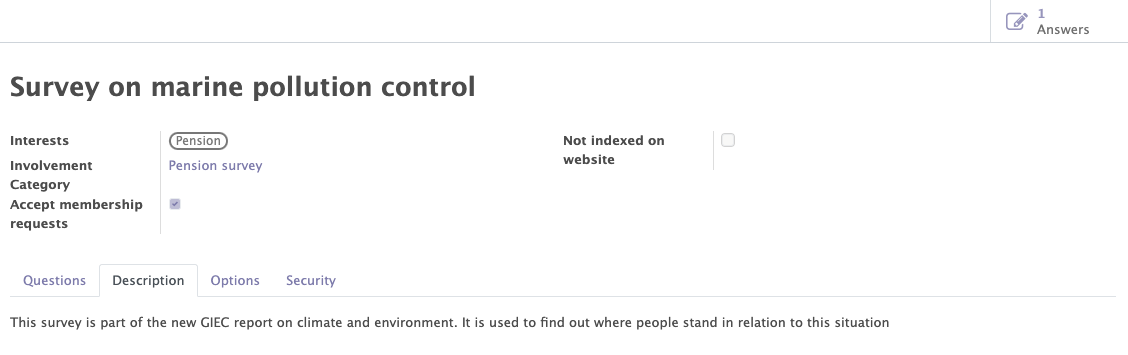 1
Answers
Survey on marine pollution control
Interests
Pension
Not indexed on
website
Involvement
Category
Pension survey
Accept membership
requests
Questions
Description
Options
Security
This survey is part of the new GIEC report on climate and environment. It is used to find out where people stand in relation to this situation